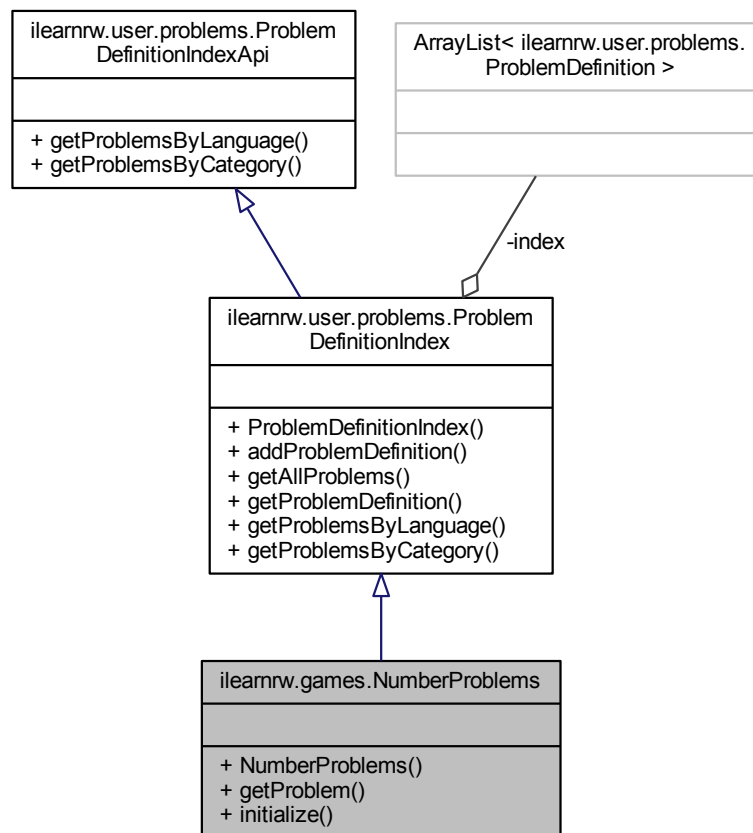 ilearnrw.user.problems.Problem
DefinitionIndexApi
+ getProblemsByLanguage()
+ getProblemsByCategory()
ArrayList< ilearnrw.user.problems.
ProblemDefinition >
-index
ilearnrw.user.problems.Problem
DefinitionIndex
+ ProblemDefinitionIndex()
+ addProblemDefinition()
+ getAllProblems()
+ getProblemDefinition()
+ getProblemsByLanguage()
+ getProblemsByCategory()
ilearnrw.games.NumberProblems
+ NumberProblems()
+ getProblem()
+ initialize()